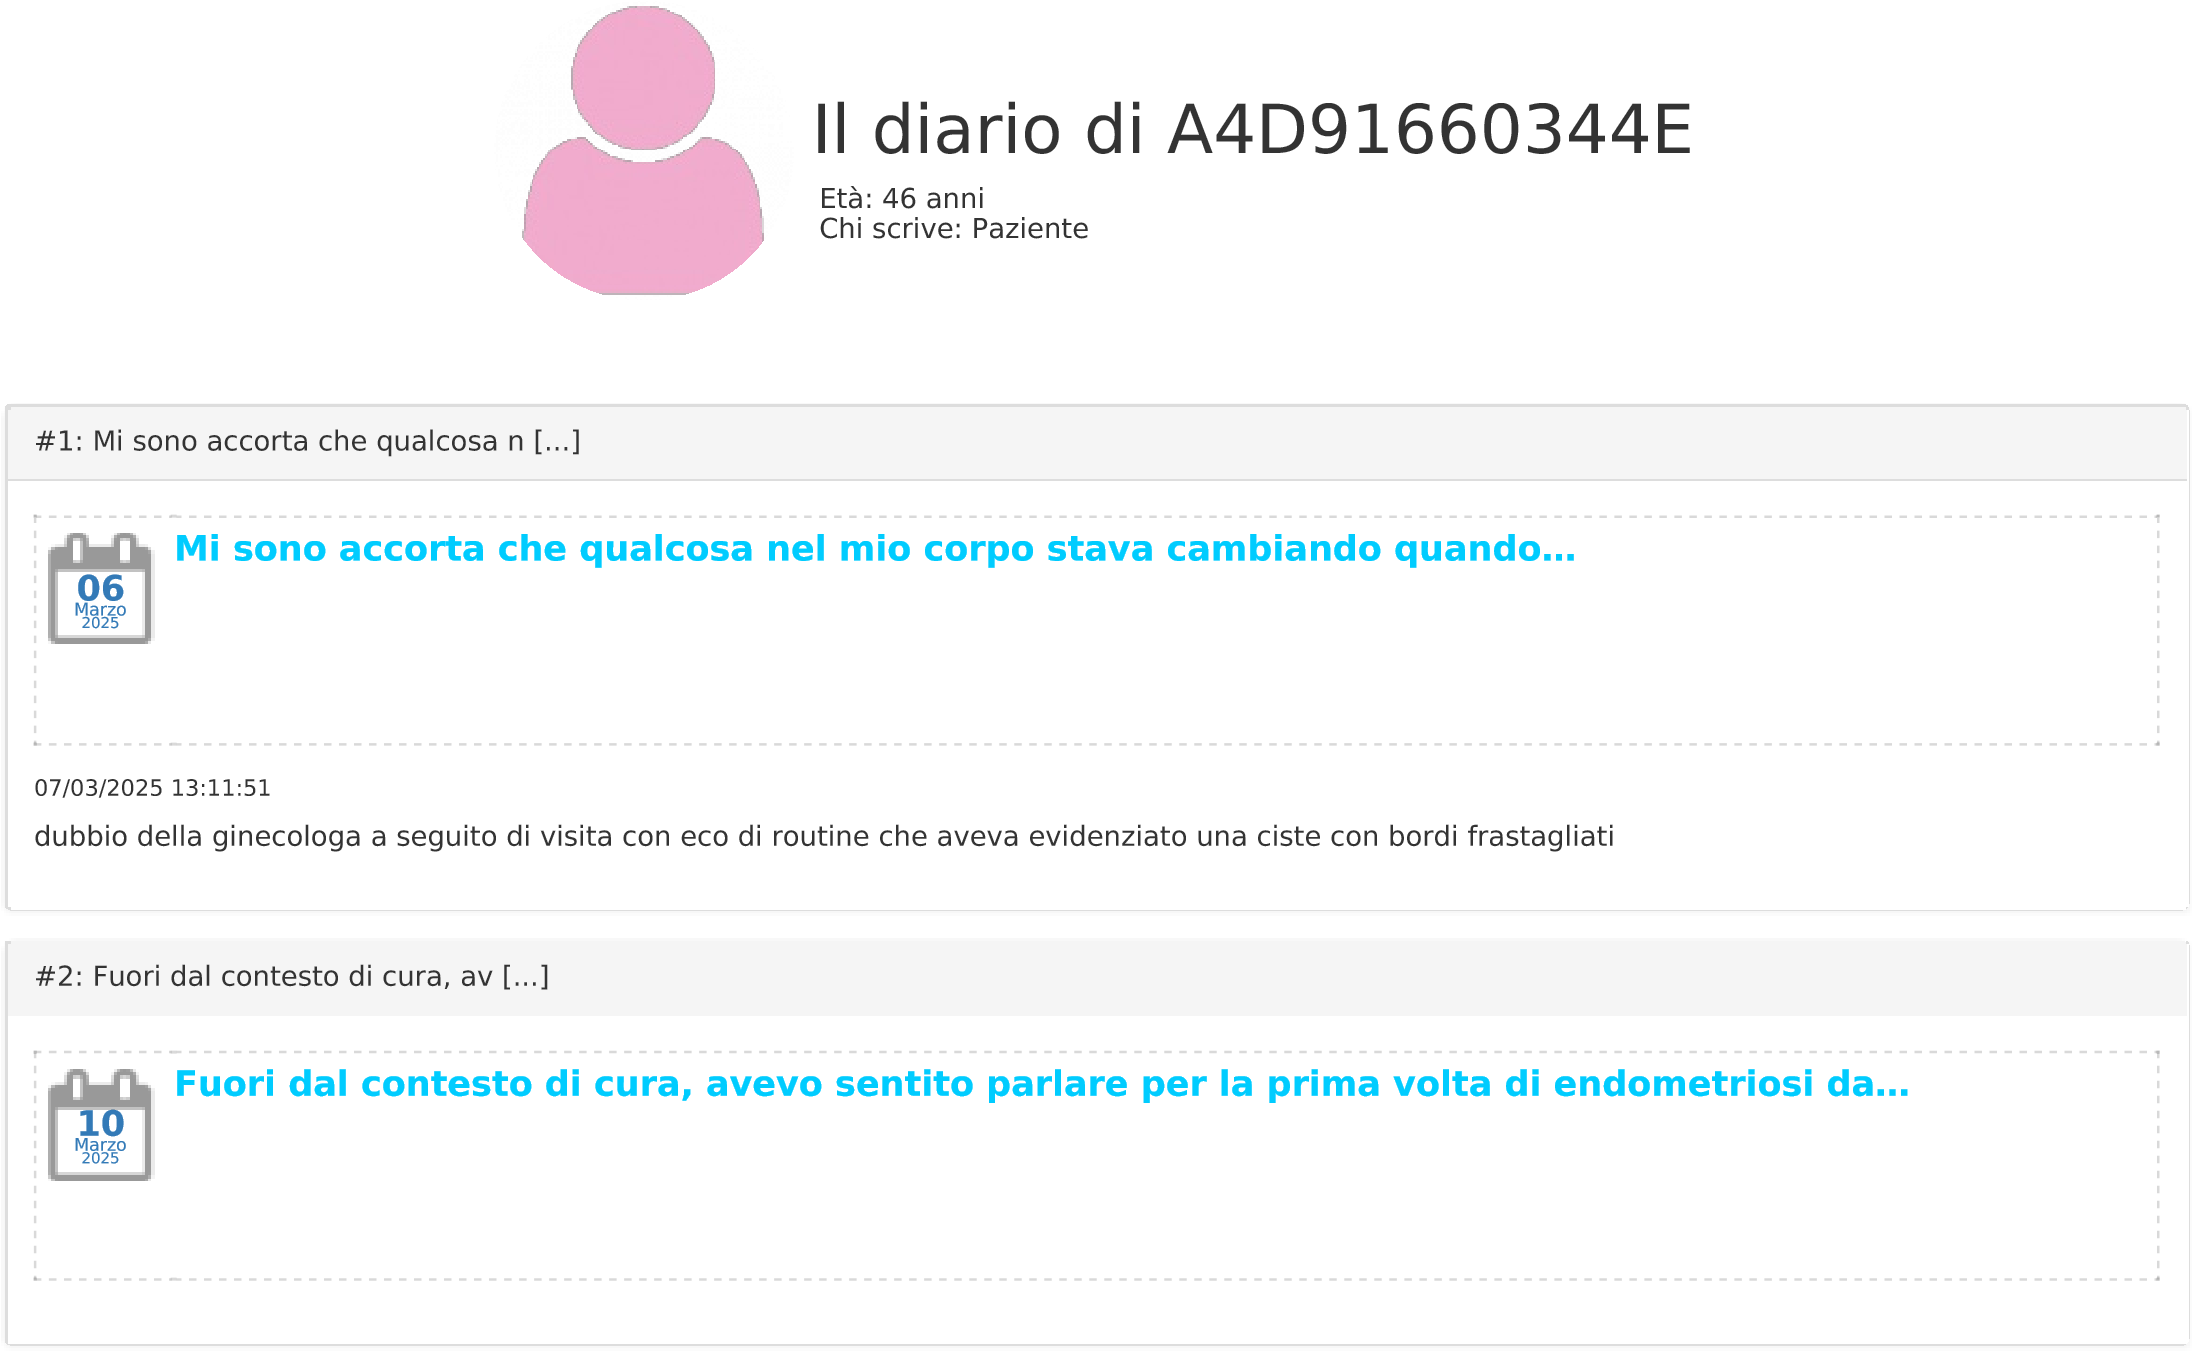 Il diario di A4D91660344E
Età: 46 anni
Chi scrive: Paziente
#1: Mi sono accorta che qualcosa n [...]
06
Marzo
2025
Mi sono accorta che qualcosa nel mio corpo stava cambiando quando...
07/03/2025 13:11:51
dubbio della ginecologa a seguito di visita con eco di routine che aveva evidenziato una ciste con bordi frastagliati
#2: Fuori dal contesto di cura, av [...]
10
Marzo
2025
Fuori dal contesto di cura, avevo sentito parlare per la prima volta di endometriosi da...